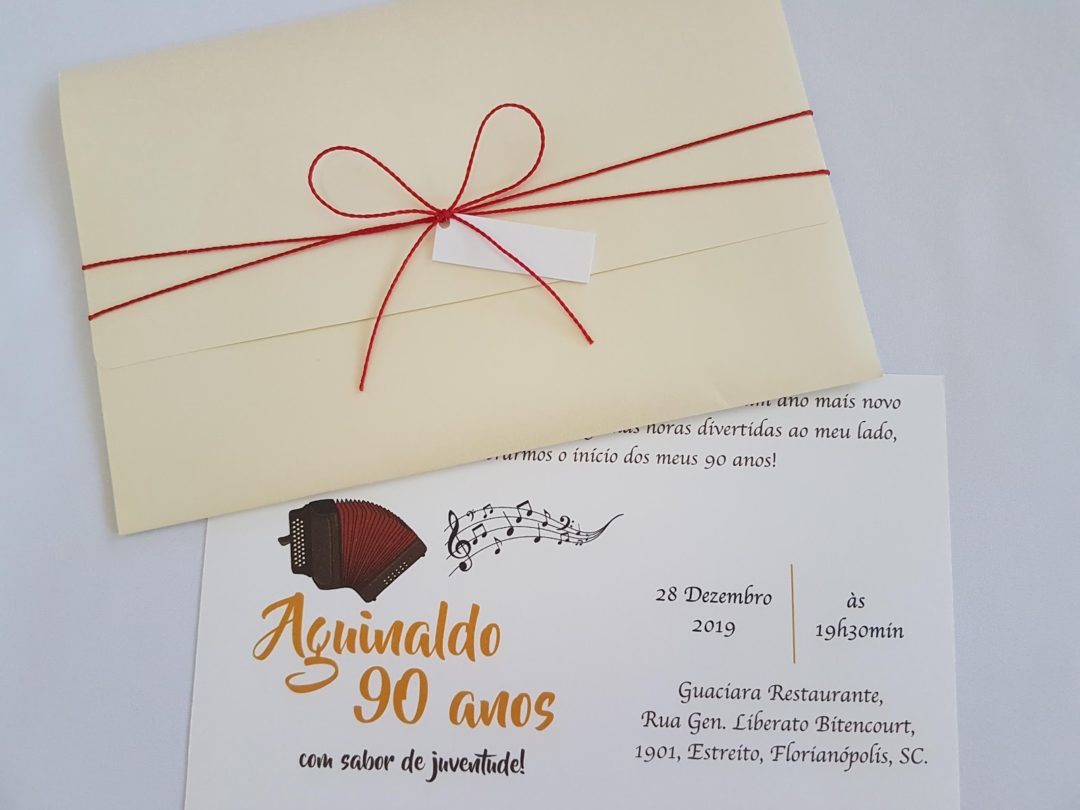 ano mais novo
horas divertidas ao meu lado,
o início dos meus 90 anos!
Aguinaldo
90 anos
com sabor de juventude!
28 Dezembro
2019
às
19h30min
Guaciara Restaurante,
Rua Gen. Liberato Bitencourt,
1901, Estreito, Florianópolis, SC.